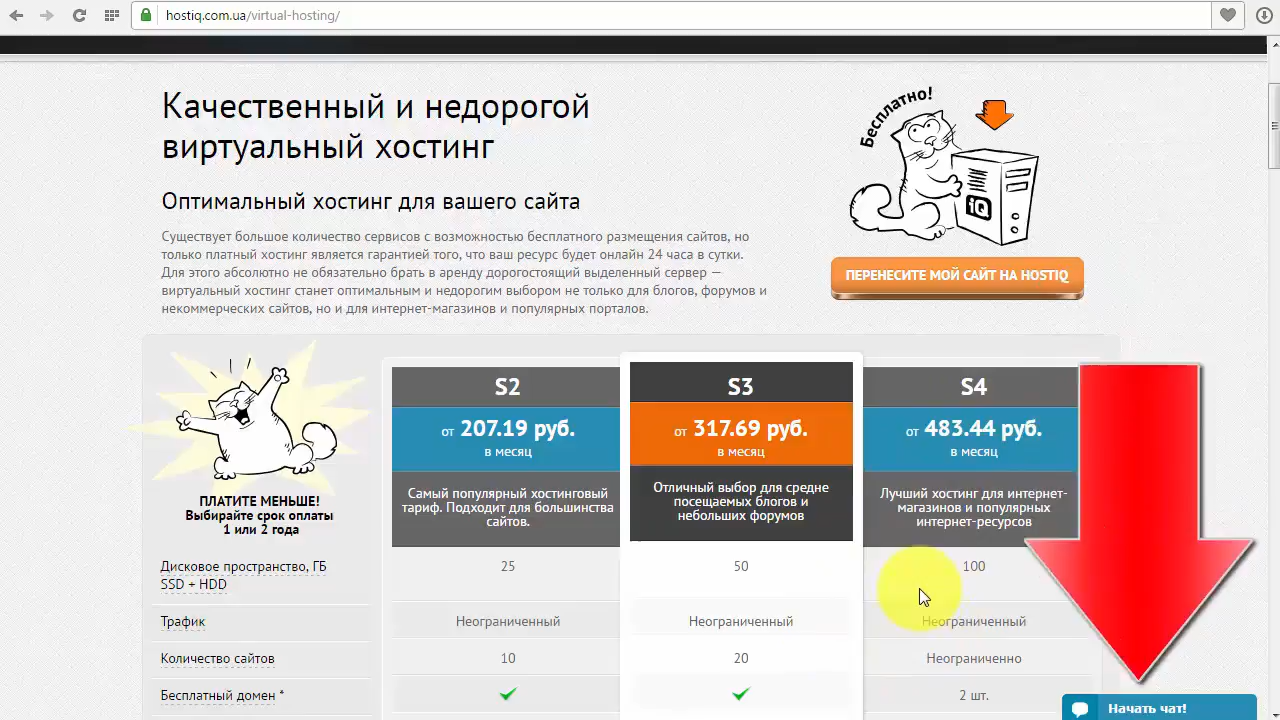 hostiq.com.ua/virtual-hosting/
Качественный и недорогой
виртуальный хостинг
Бесплатно!
iQ
Оптимальный хостинг для вашего сайта
Существует большое количество сервисов с возможностью бесплатного размещения сайтов, но
только платный хостинг является гарантией того, что ваш ресурс будет онлайн 24 часа в сутки.
Для этого абсолютно не обязательно брать в аренду дорогостоящий выделенный сервер —
виртуальный хостинг станет оптимальным и недорогим выбором не только для блогов, форумов и
некоммерческих сайтов, но и для интернет-магазинов и популярных порталов.
ПЕРЕНЕСИТЕ МОЙ САЙТ НА HOSTIQ
ПЛАТИТЕ МЕНЬШЕ!
Выбирайте срок оплаты
1 или 2 года
S2 S3 S4
от 207.19 руб. от 317.69 руб. от 483.44 руб.
в месяц в месяц в месяц
Самый популярный хостинговый
тариф. Подходит для большинства
сайтов.
Отличный выбор для средне
посещаемых блогов и
небольших форумов
Лучший хостинг для интернет-
магазинов и популярных
интернет-ресурсов
Дисковое пространство, ГБ
SSD + HDD
25 50 100
Трафик Неограниченный Неограниченный Неограниченный
Количество сайтов 10 20 Неограниченно
Бесплатный домен * 2 шт.
Начать чат!